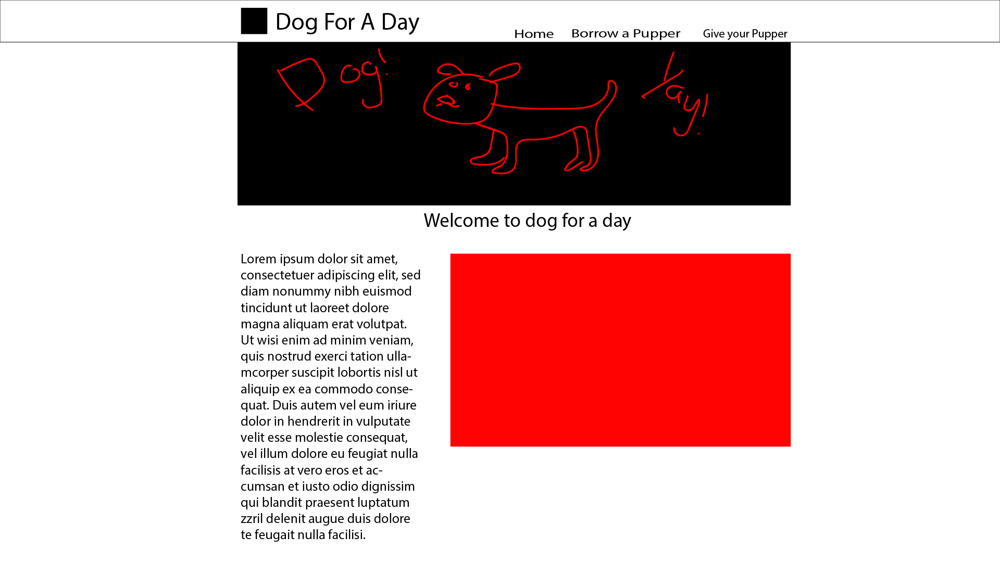 Dog For A Day
Home Borrow a Pupper Give your Pupper
Dog! Yay!
Welcome to dog for a day
Lorem ipsum dolor sit amet,
consectetuer adipiscing elit, sed
diam nonummy nibh euismod
tincidunt ut laoreet dolore
magna aliquam erat volutpat.
Ut wisi enim ad minim veniam,
quis nostrud exerci tation ulla-
mcorper suscipit lobortis nisl ut
aliquip ex ea commodo conse-
quat. Duis autem vel eum iriure
dolor in hendrerit in vulputate
velit esse molestie consequat,
vel illum dolore eu feugiat nulla
facilisis at vero eros et ac-
cumsan et iusto odio dignissim
qui blandit praesent luptatum
zzril delenit augue duis dolore
te feugait nulla facilisi.